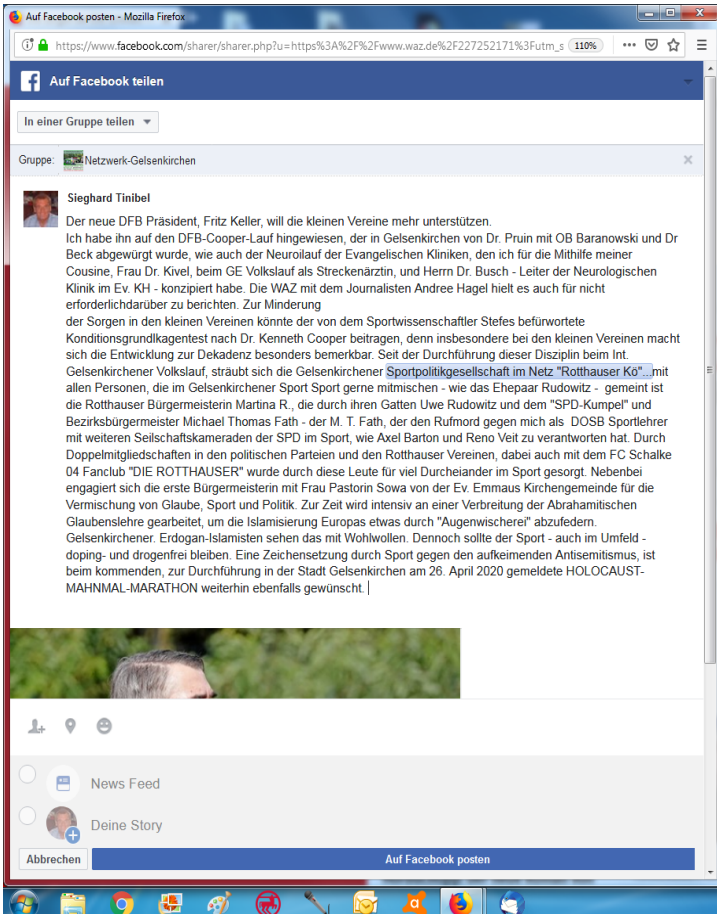 Auf Facebook posten - Mozilla Firefox
https://www.facebook.com/sharer/sharer.php?u=https%3A%2F%2Fwww.waz.de%2F227252171%3Futm_s 110%
Auf Facebook teilen
In einer Gruppe teilen
Gruppe: Netzwerk-Gelsenkirchen
Sieghard Tinibel
Der neue DFB Präsident, Fritz Keller, will die kleinen Vereine mehr unterstützen.
Ich habe ihn auf den DFB-Cooper-Lauf hingewiesen, der in Gelsenkirchen von Dr. Pruin mit OB Baranowski und Dr
Beck abgewürgt wurde, wie auch der Neuroilauf der Evangelischen Kliniken, den ich für die Mithilfe meiner
Cousine, Frau Dr. Kivel, beim GE Volkslauf als Streckenärztin, und Herrn Dr. Busch - Leiter der Neurologischen
Klinik im Ev. KH - konzipiert habe. Die WAZ mit dem Journalisten Andree Hagel hielt es auch für nicht
erforderlichdarüber zu berichten. Zur Minderung
der Sorgen in den kleinen Vereinen könnte der von dem Sportwissenschaftler Stefes befürwortete
Konditionsgrundlkagentest nach Dr. Kenneth Cooper beitragen, denn insbesondere bei den kleinen Vereinen macht
sich die Entwicklung zur Dekadenz besonders bemerkbar. Seit der Durchführung dieser Disziplin beim Int.
Gelsenkirchener Volkslauf, sträubt sich die Gelsenkirchener Sportpolitikgesellschaft im Netz "Rotthauser Kö"...mit
allen Personen, die im Gelsenkirchener Sport Sport gerne mitmischen - wie das Ehepaar Rudowitz - gemeint ist
die Rotthauser Bürgermeisterin Martina R., die durch ihren Gatten Uwe Rudowitz und dem "SPD-Kumpel" und
Bezirksbürgermeister Michael Thomas Fath - der M. T. Fath, der den Rufmord gegen mich als DOSB Sportlehrer
mit weiteren Seilschaftskameraden der SPD im Sport, wie Axel Barton und Reno Veit zu verantworten hat. Durch
Doppelmitgliedschaften in den politischen Parteien und den Rotthauser Vereinen, dabei auch mit dem FC Schalke
04 Fanclub "DIE ROTTHAUSER" wurde durch diese Leute für viel Durcheiander im Sport gesorgt. Nebenbei
engagiert sich die erste Bürgermeisterin mit Frau Pastorin Sowa von der Ev. Emmaus Kirchengemeinde für die
Vermischung von Glaube, Sport und Politik. Zur Zeit wird intensiv an einer Verbreitung der Abrahamitischen
Glaubenslehre gearbeitet, um die Islamisierung Europas etwas durch "Augenwischerei" abzufedern.
Gelsenkirchener. Erdogan-Islamisten sehen das mit Wohlwollen. Dennoch sollte der Sport - auch im Umfeld -
doping- und drogenfrei bleiben. Eine Zeichensetzung durch Sport gegen den aufkeimenden Antisemitismus, ist
beim kommenden, zur Durchführung in der Stadt Gelsenkirchen am 26. April 2020 gemeldete HOLOCAUST-
MAHNMAL-MARATHON weiterhin ebenfalls gewünscht.
News Feed
Deine Story
Abbrechen Auf Facebook posten